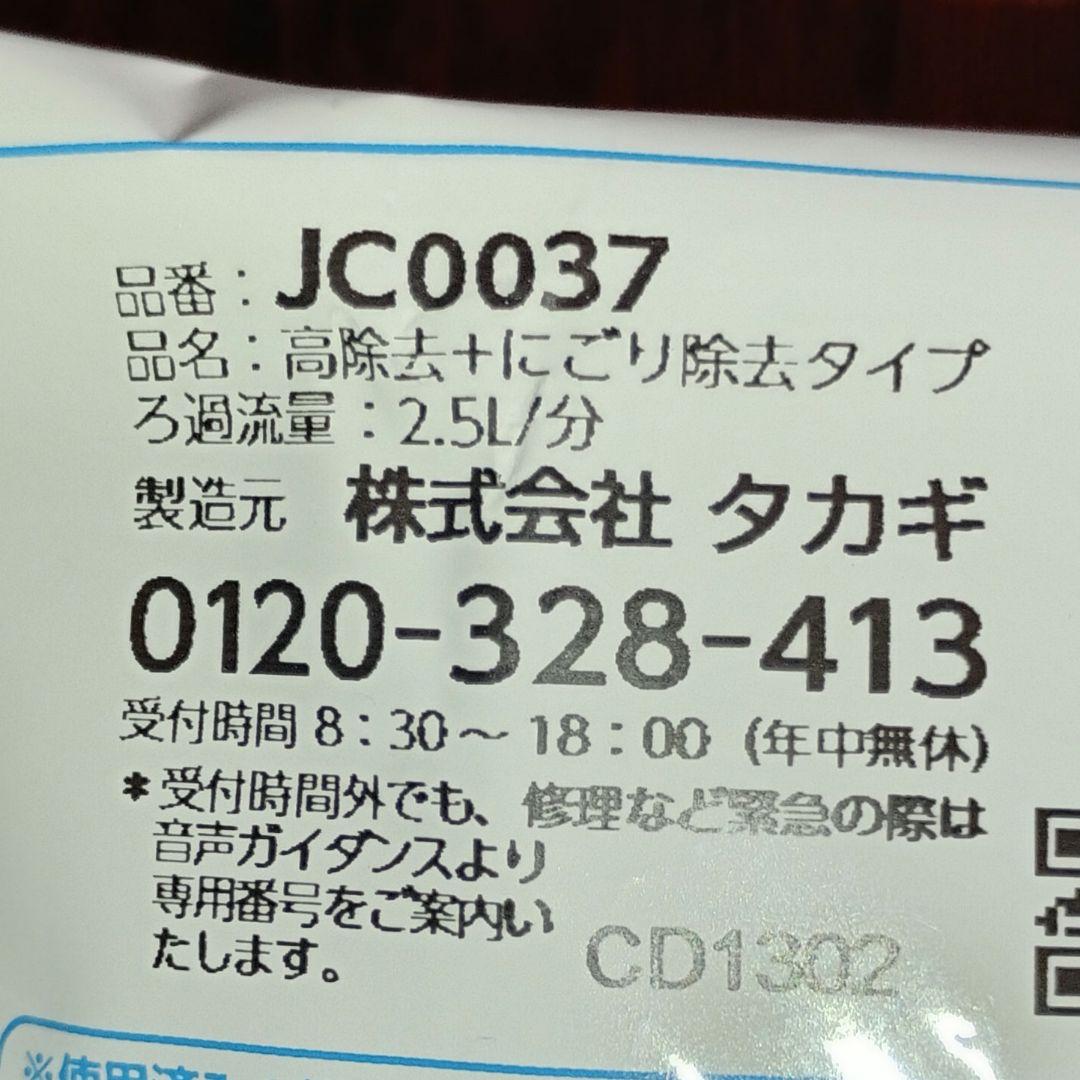 品番：JC0037
品名：高除去＋にごり除去タイプ
ろ過流量：2.5L/分
製造元 株式会社 タカギ
0120-328-413
受付時間 8：30～18：00（年中無休）
*受付時間外でも、修理など緊急の際は
音声ガイダンスより
専用番号をご案内い
たします。
CD1302
※使用済み